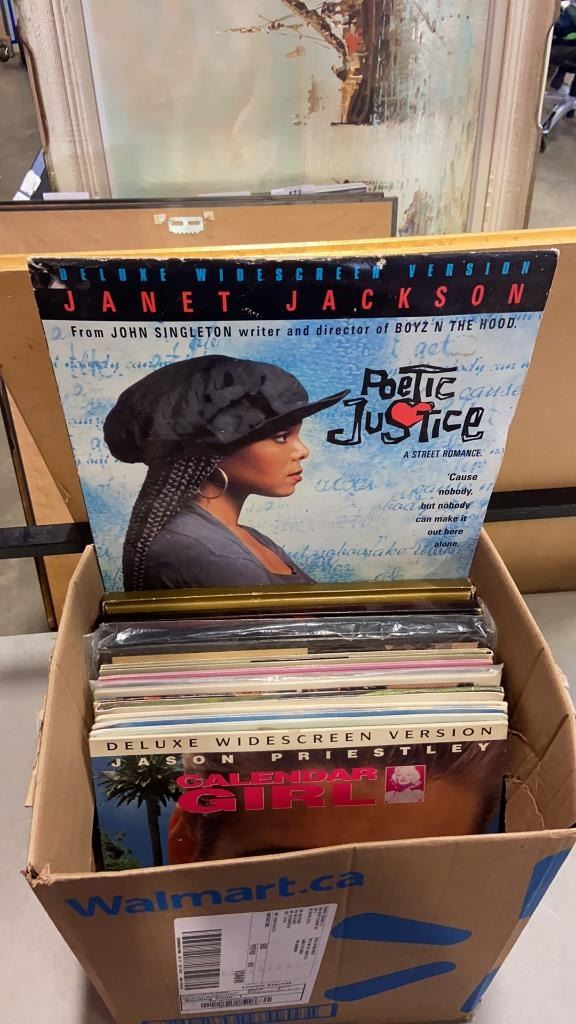 DELUXE WIDESCREEN VERSION
JANET JACKSON
From JOHN SINGLETON writer and director of BOYZ 'N THE HOOD.
POETIC
JUSTICE
A STREET ROMANCE.
'Cause
nobody,
but nobody
can make it
out here
alone.
DELUXE WIDESCREEN VERSION
JASON PRIESTLEY
CALENDAR
GIRL
Walmart.ca